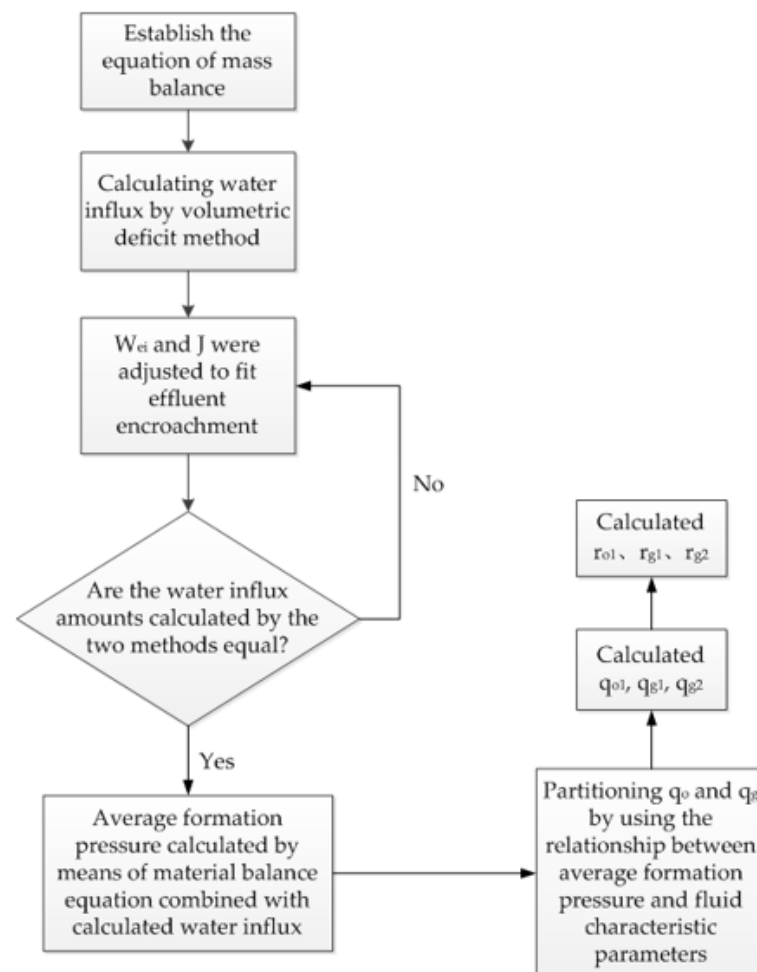 Establish the
equation of mass
balance
Calculating water
influx by volumetric
deficit method
Wei and J were
adjusted to fit
effluent
encroachment
No
Are the water influx
amounts calculated by the
two methods equal?
Yes
Average formation
pressure calculated by
means of material balance
equation combined with
calculated water influx
Partitioning qo and qg
by using the
relationship between
average formation
pressure and fluid
characteristic
parameters
Calculated
qo1, qg1, qg2
Calculated
ro1、rg1、rg2